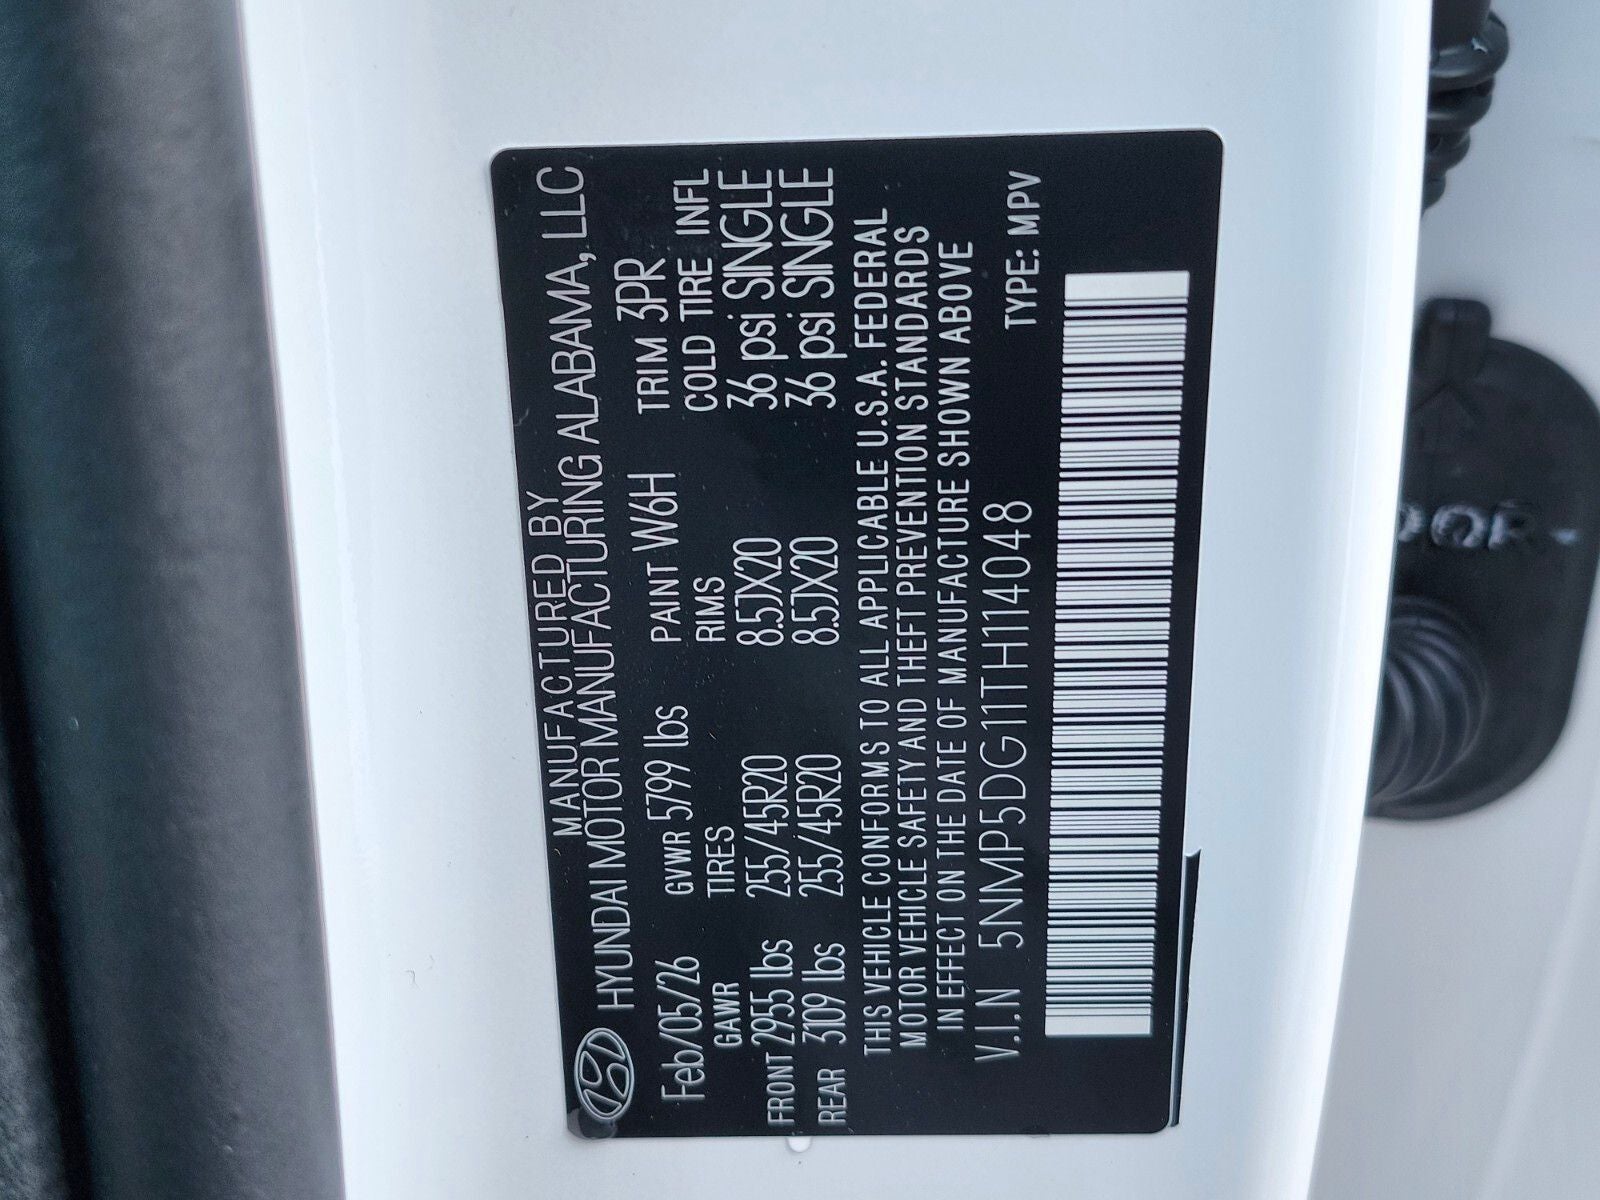 MANUFACTURED BY
HYUNDAI MOTOR MANUFACTURING ALABAMA, LLC
Feb/05/26 GVWR 5799 lbs PAINT W6H TRIM 3PR
GAWR TIRES RIMS COLD TIRE INFL
FRONT 2955 lbs 255/45R20 8.5JX20 36 psi SINGLE
REAR 3109 lbs 255/45R20 8.5JX20 36 psi SINGLE
THIS VEHICLE CONFORMS TO ALL APPLICABLE U.S.A. FEDERAL
MOTOR VEHICLE SAFETY AND THEFT PREVENTION STANDARDS
IN EFFECT ON THE DATE OF MANUFACTURE SHOWN ABOVE
V.I.N 5NMP5DG11TH114048 TYPE: MPV